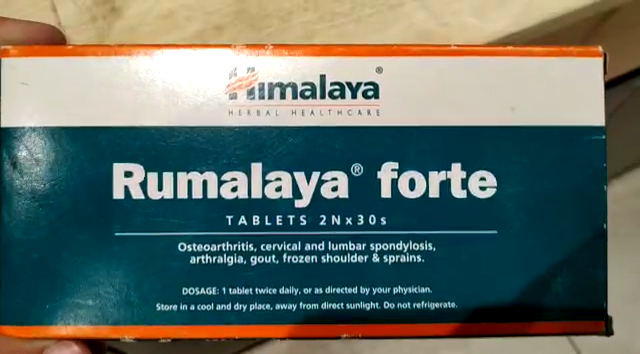 Himalaya®
HERBAL HEALTHCARE
Rumalaya® forte
TABLETS 2Nx30s
Osteoarthritis, cervical and lumbar spondylosis,
arthralgia, gout, frozen shoulder & sprains.
DOSAGE: 1 tablet twice daily, or as directed by your physician.
Store in a cool and dry place, away from direct sunlight. Do not refrigerate.